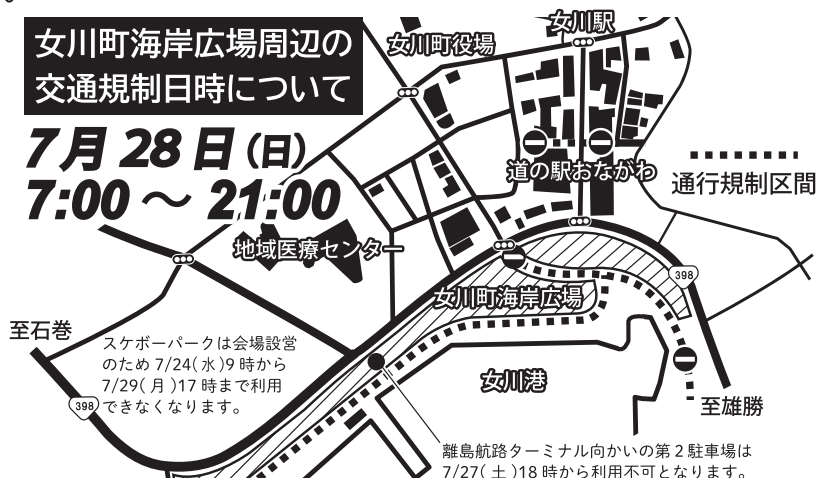 女川町海岸広場周辺の
交通規制日時について
7月28日(日)
7:00～21:00
女川駅
女川町役場
道の駅おながわ
通行規制区間
地域医療センター
398
女川町海岸広場
至石巻
スケボーパークは会場設営
のため7/24(水)9時から
7/29(月)17時まで利用
できなくなります。
398
女川港
至雄勝
離島航路ターミナル向かいの第2駐車場は
7/27(土)18時から利用不可となります。